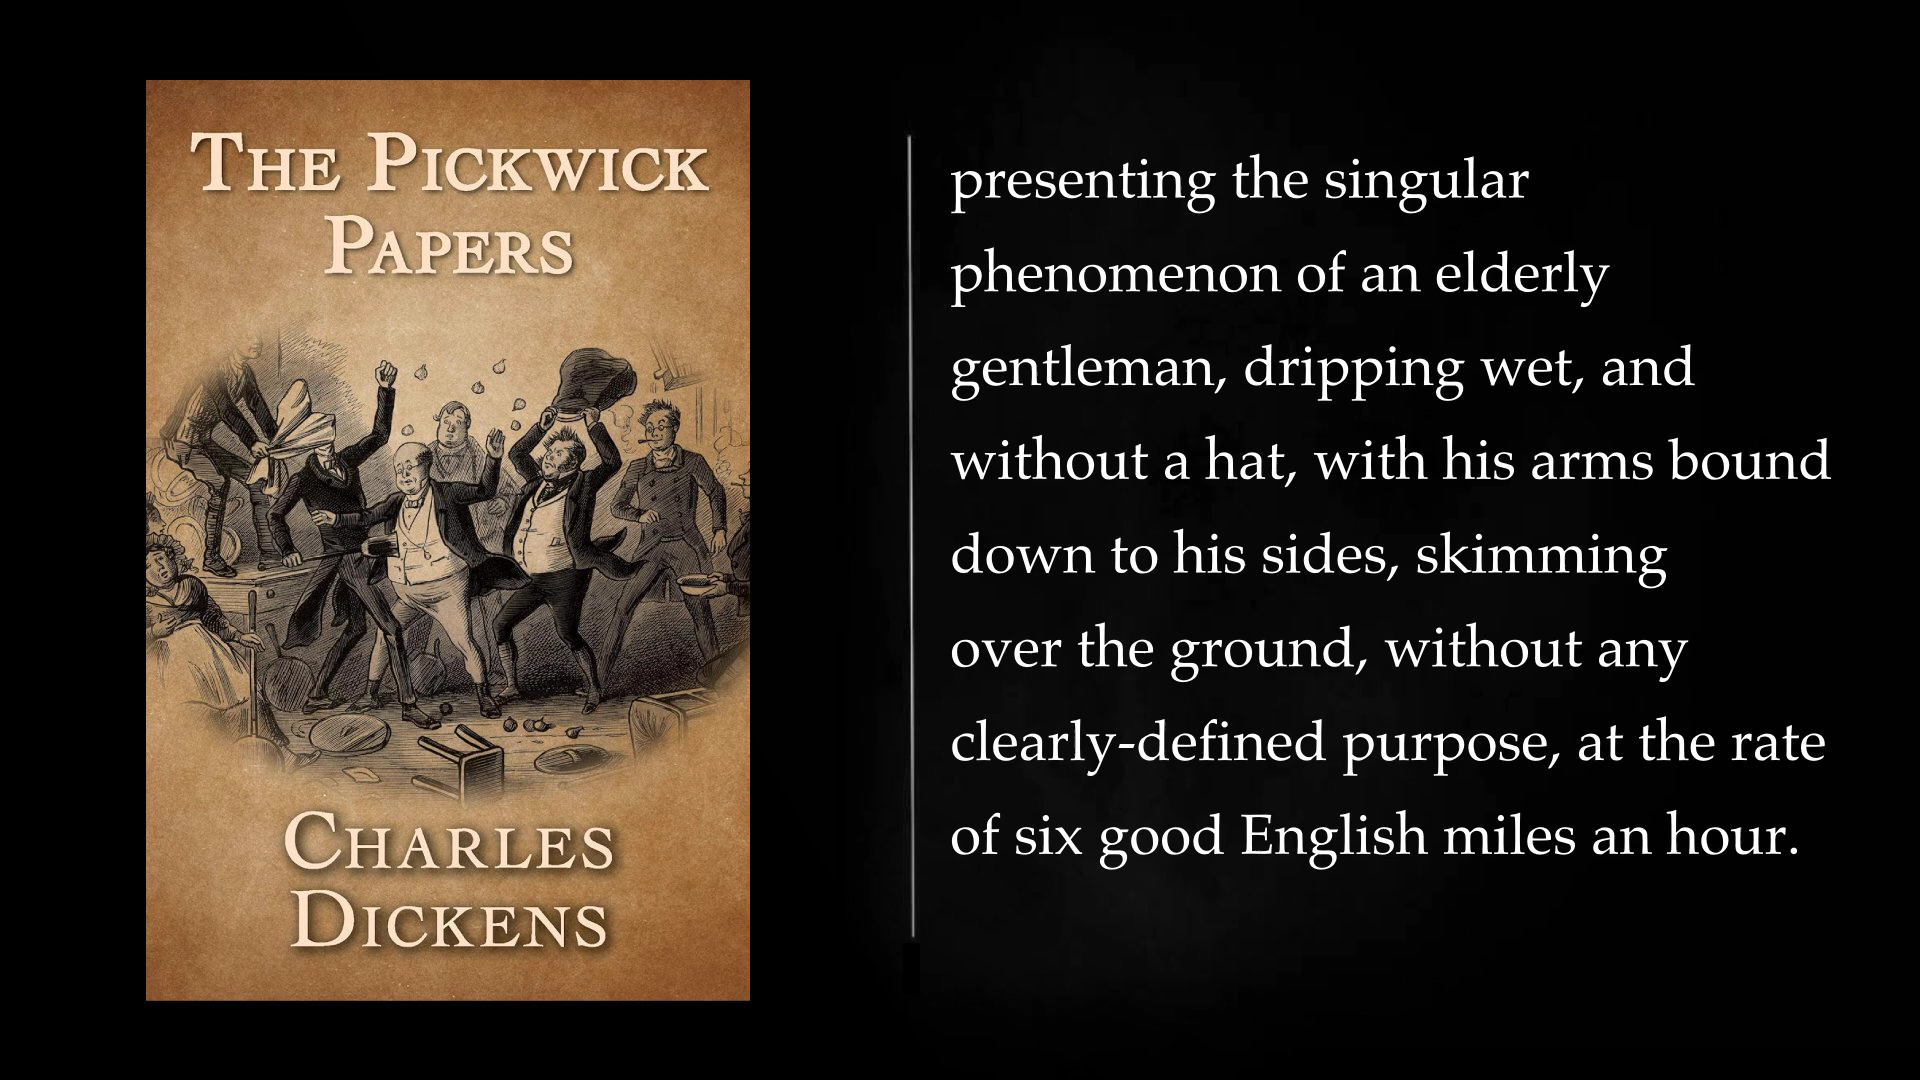 The Pickwick
Papers
Charles
Dickens
presenting the singular
phenomenon of an elderly
gentleman, dripping wet, and
without a hat, with his arms bound
down to his sides, skimming
over the ground, without any
clearly-defined purpose, at the rate
of six good English miles an hour.